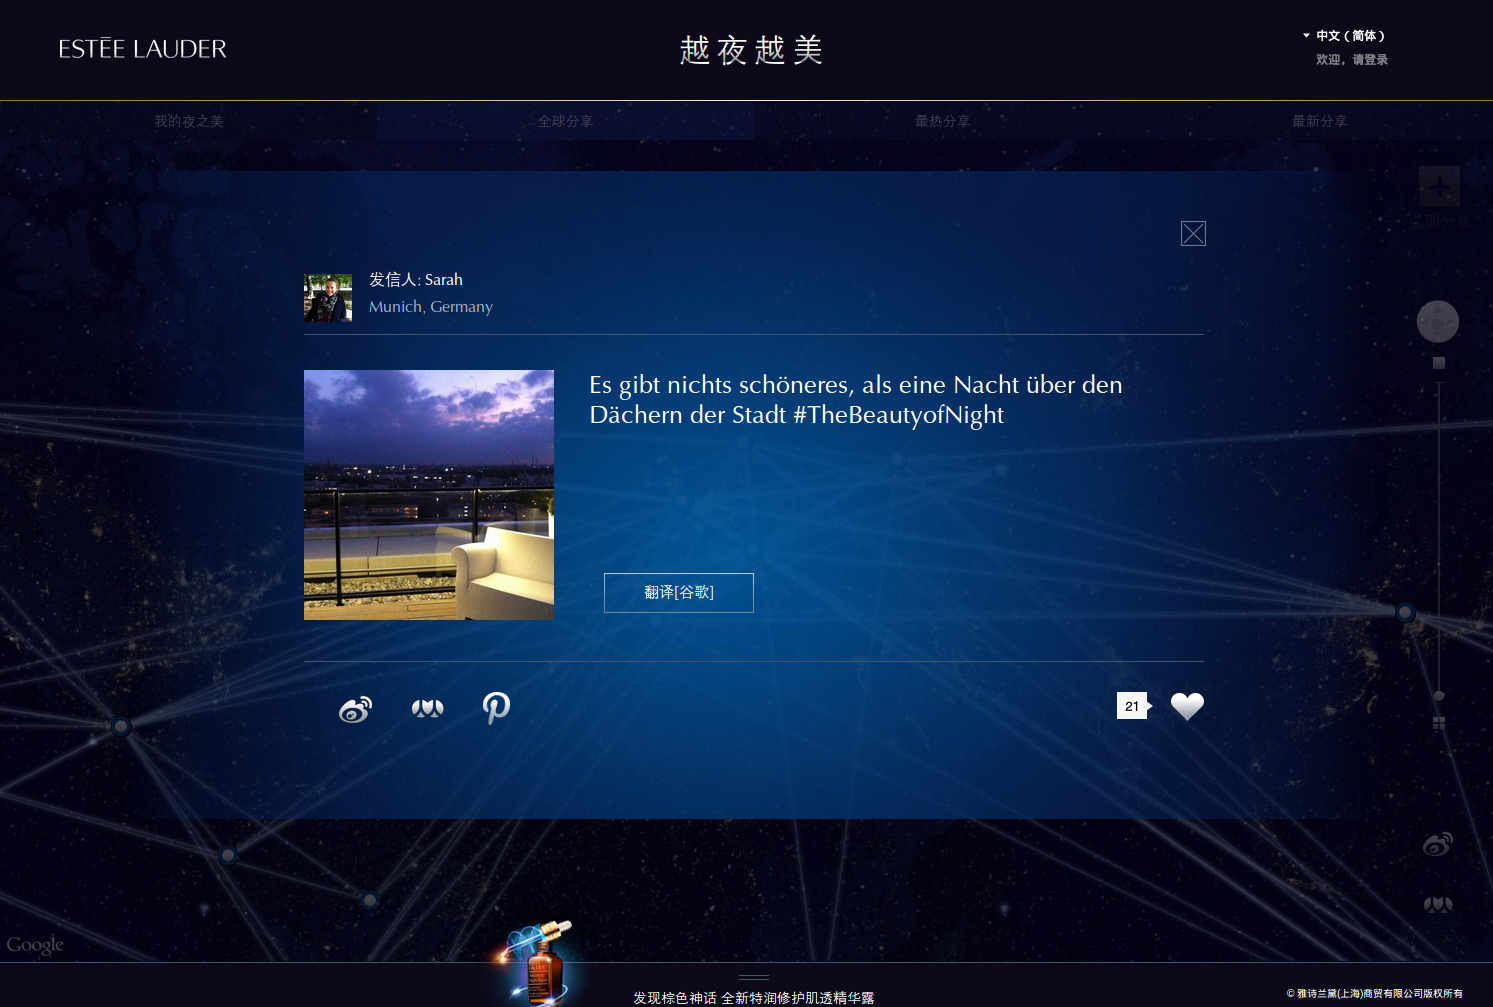 ESTĒE LAUDER
越夜越美
中文（简体）
欢迎，请登录
我的夜之美
全球分享
最热分享
最新分享
立即分享
发信人: Sarah
Munich, Germany
Es gibt nichts schöneres, als eine Nacht über den
Dächern der Stadt #TheBeautyofNight
翻译[谷歌]
21
Google
发现棕色神话 全新特润修护肌透精华露
© 雅诗兰黛(上海)商贸有限公司版权所有